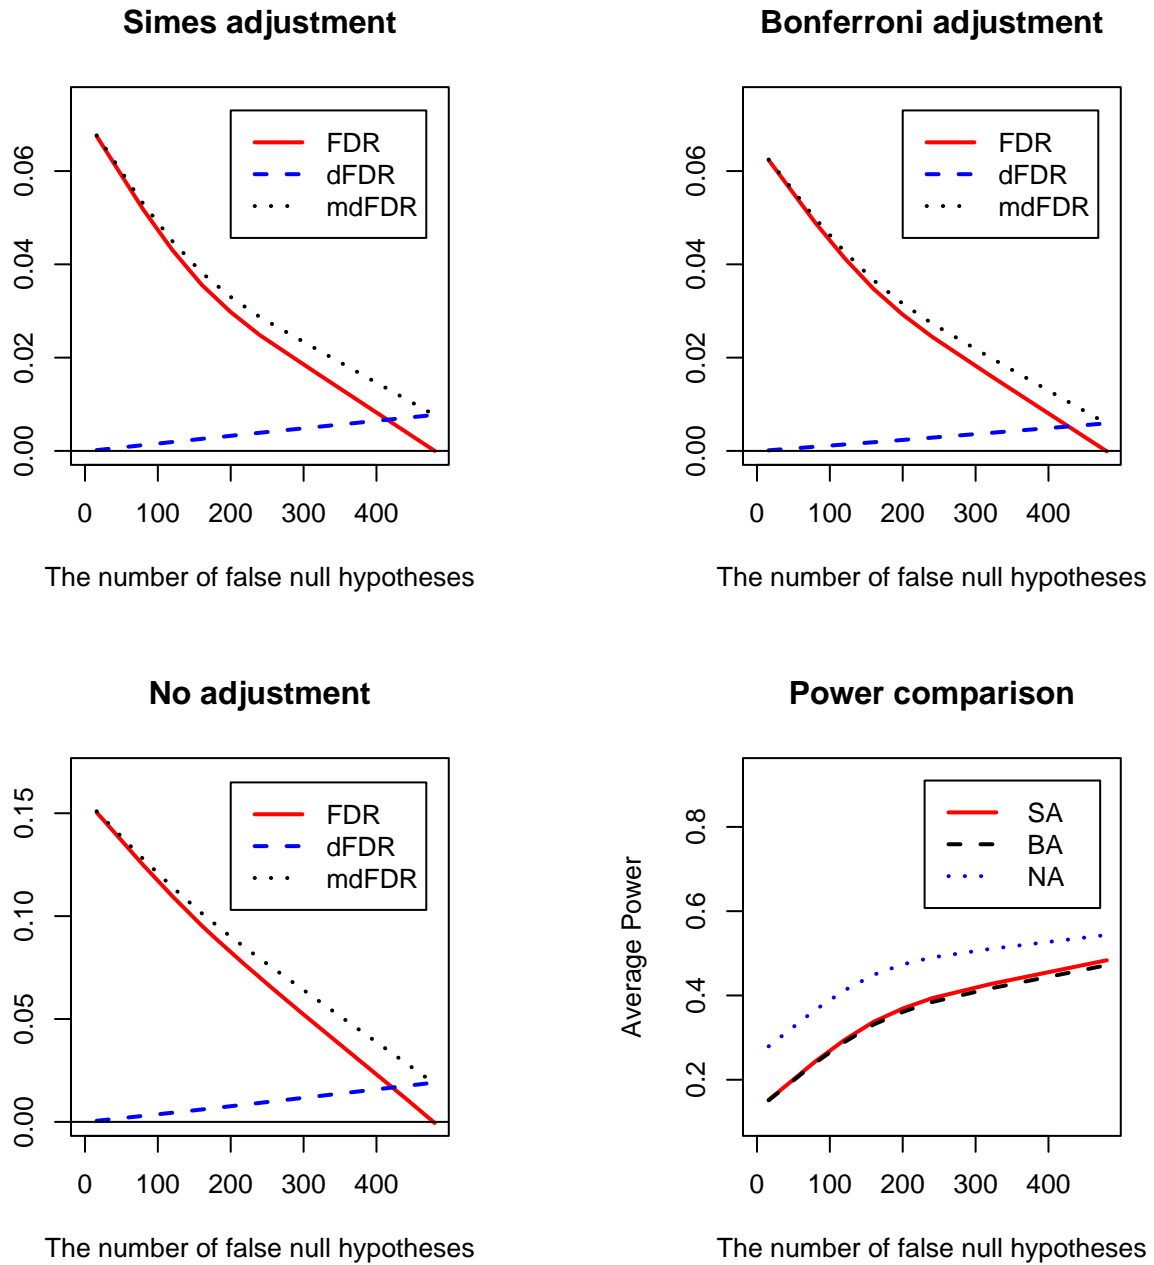 Simes adjustment
0.00 0.02 0.04 0.06
FDR
dFDR
mdFDR
0 100 200 300 400
The number of false null hypotheses
Bonferroni adjustment
0.00 0.02 0.04 0.06
FDR
dFDR
mdFDR
0 100 200 300 400
The number of false null hypotheses
No adjustment
0.00 0.05 0.10 0.15
FDR
dFDR
mdFDR
0 100 200 300 400
The number of false null hypotheses
Power comparison
Average Power
0.2 0.4 0.6 0.8
SA
BA
NA
0 100 200 300 400
The number of false null hypotheses